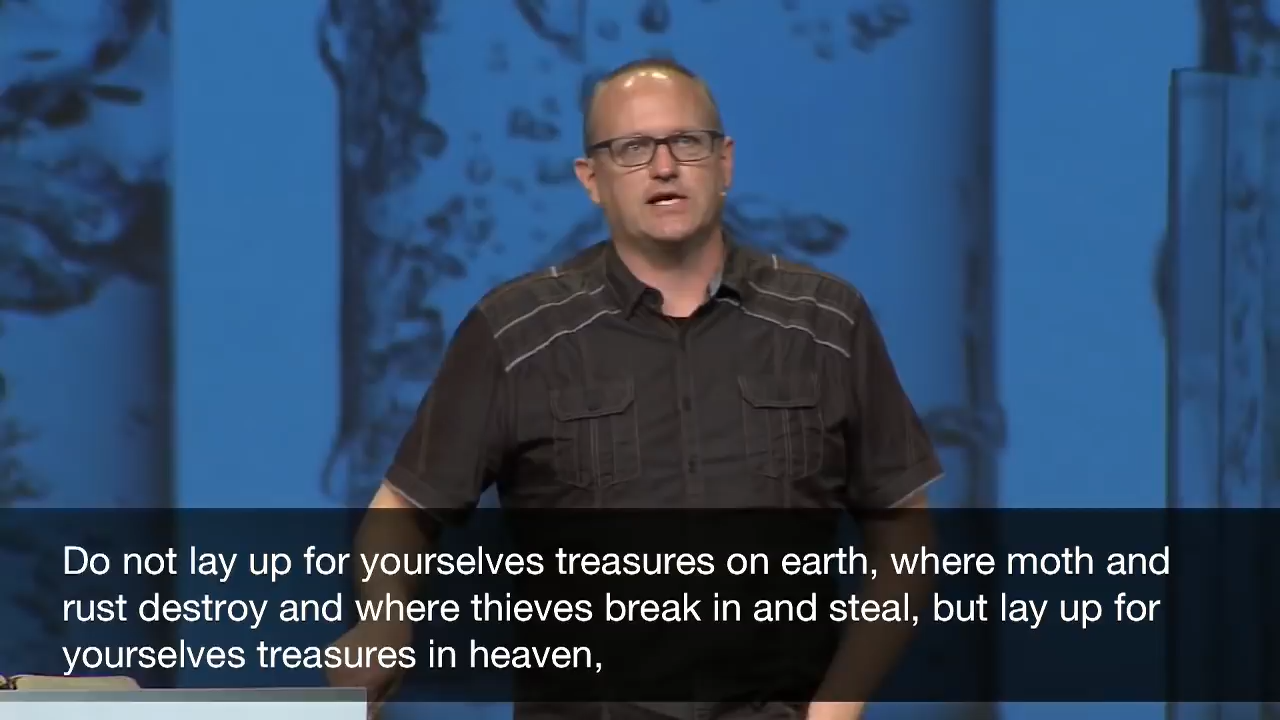 Do not lay up for yourselves treasures on earth, where moth and
rust destroy and where thieves break in and steal, but lay up for
yourselves treasures in heaven,